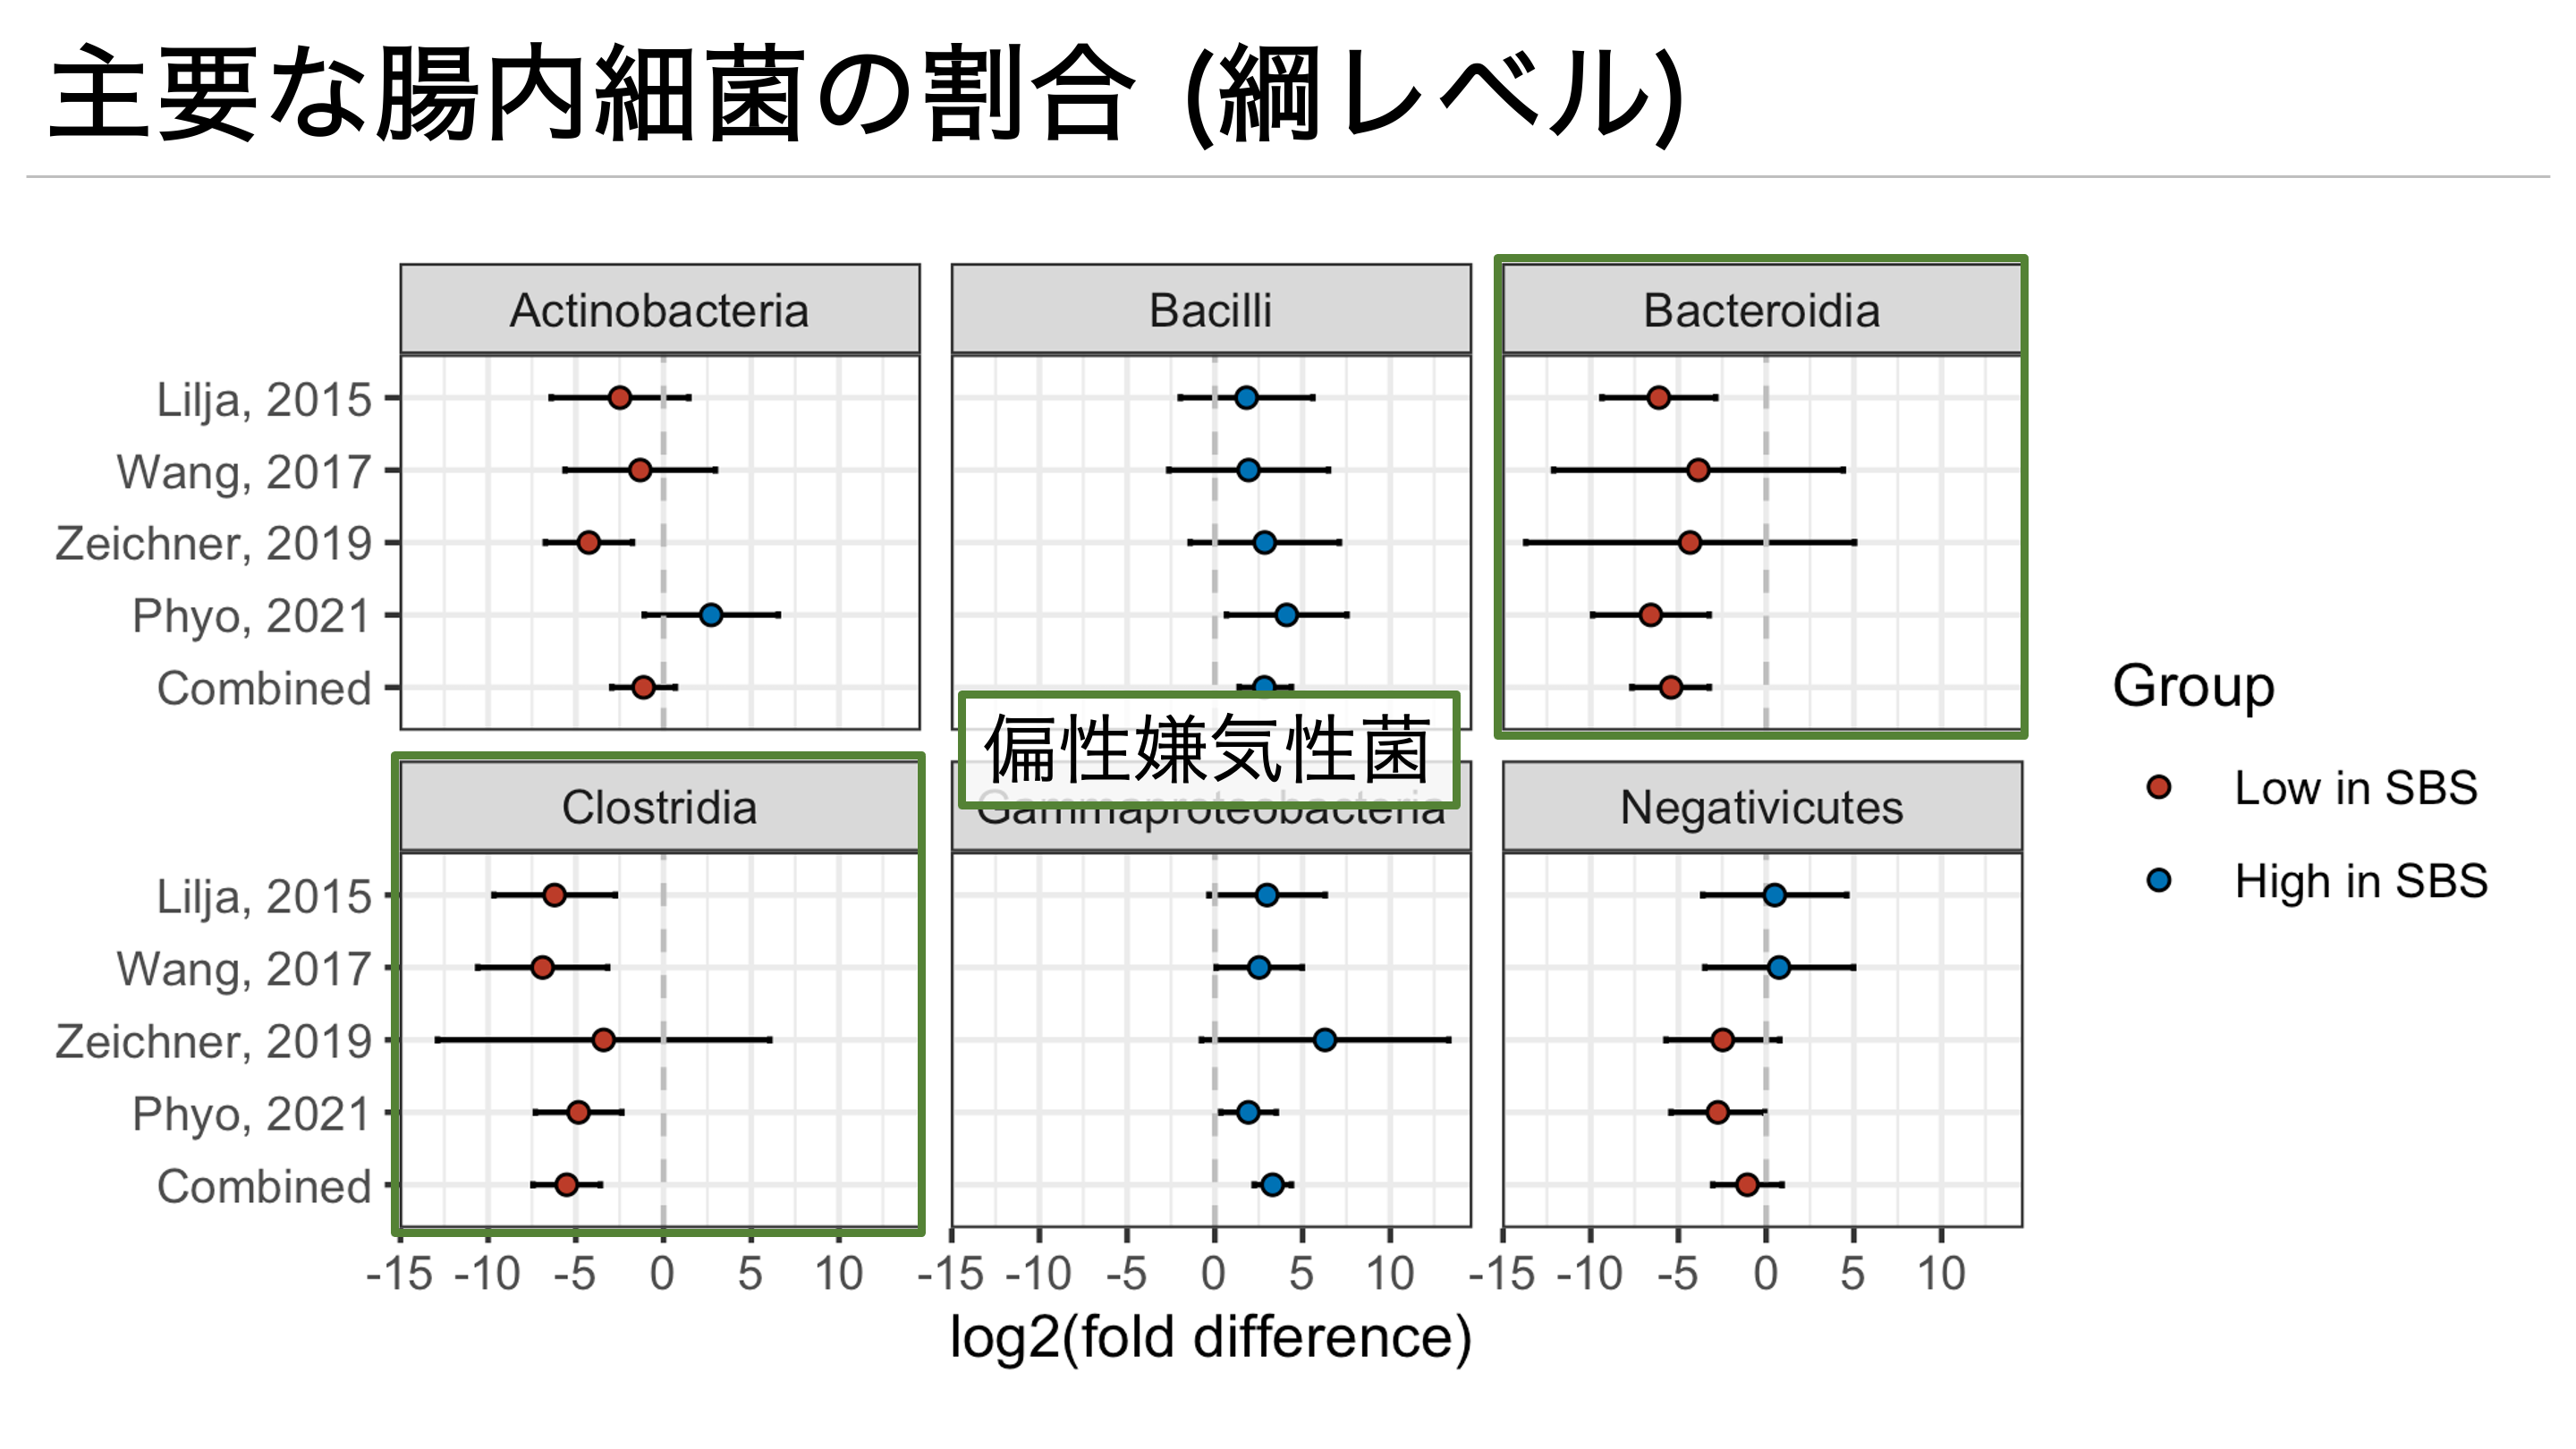 主要な腸内細菌の割合 (綱レベル)
Actinobacteria
Bacilli
Bacteroidia
Lilja, 2015
Wang, 2017
Zeichner, 2019
Phyo, 2021
Combined
偏性嫌気性菌
Clostridia
Gammaproteobacteria
Negativicutes
Lilja, 2015
Wang, 2017
Zeichner, 2019
Phyo, 2021
Combined
-15 -10 -5 0 5 10
-15 -10 -5 0 5 10
-15 -10 -5 0 5 10
log2(fold difference)
Group
Low in SBS
High in SBS